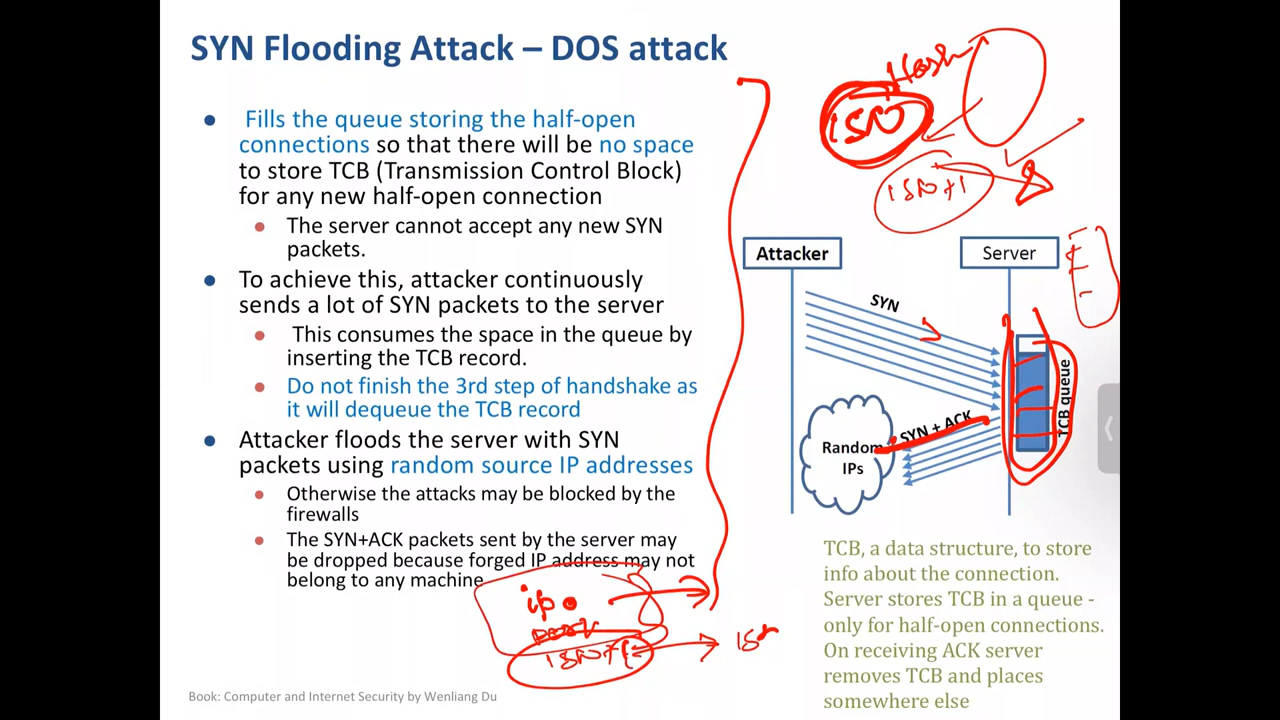 SYN Flooding Attack – DOS attack
Fills the queue storing the half-open
connections so that there will be no space
to store TCB (Transmission Control Block)
for any new half-open connection
The server cannot accept any new SYN
packets.
To achieve this, attacker continuously
sends a lot of SYN packets to the server
This consumes the space in the queue by
inserting the TCB record.
Do not finish the 3rd step of handshake as
it will dequeue the TCB record
Attacker floods the server with SYN
packets using random source IP addresses
Otherwise the attacks may be blocked by the
firewalls
The SYN+ACK packets sent by the server may
be dropped because forged IP address may not
belong to any machine
ip
ISN+1
Hash
ISN
ISN+1
Attacker
Server
SYN
SYN + ACK
TCB queue
Random
IPs
TCB, a data structure, to store
info about the connection.
Server stores TCB in a queue -
only for half-open connections.
On receiving ACK server
removes TCB and places
somewhere else
Book: Computer and Internet Security by Wenliang Du